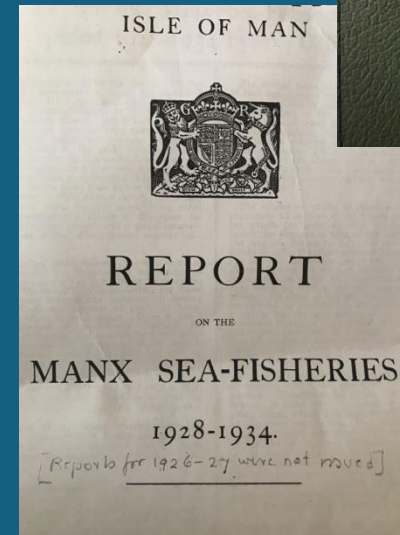 ISLE OF MAN
G R
REPORT
ON THE
MANX SEA-FISHERIES
1928-1934.
[Reports for 1926-27 were not issued]